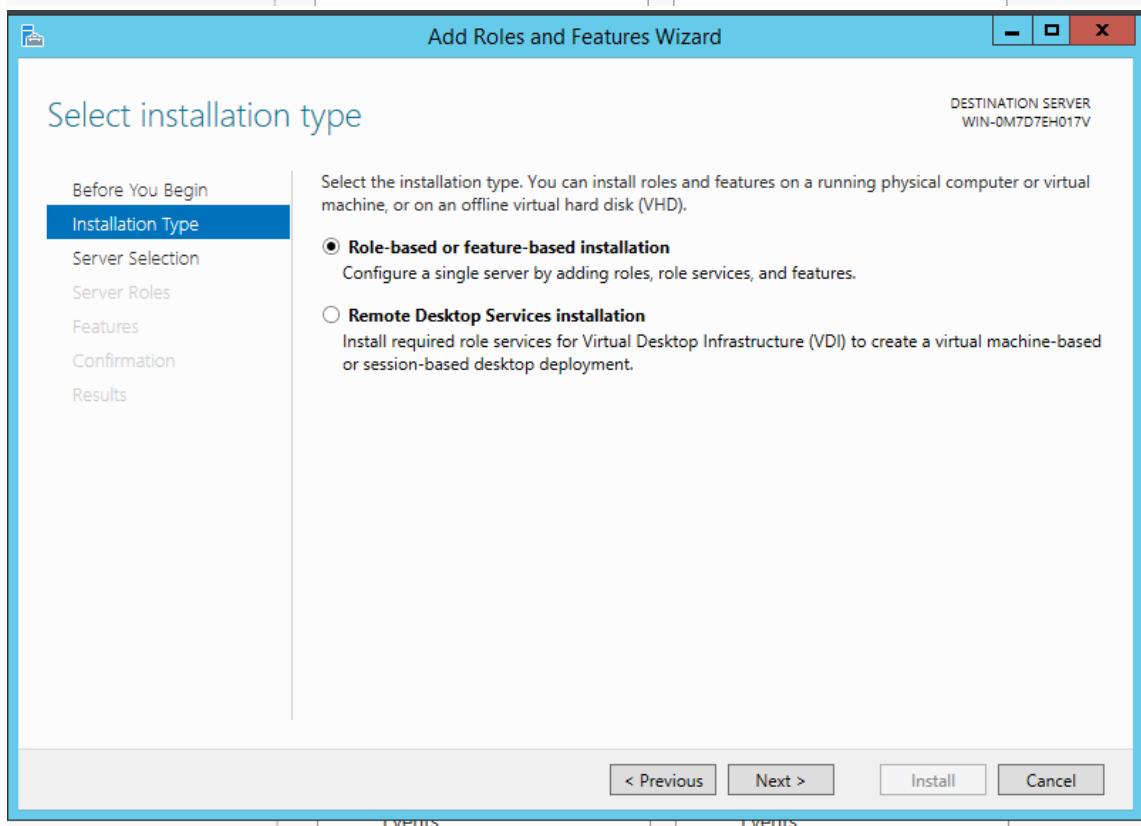 Add Roles and Features Wizard
Select installation type
DESTINATION SERVER
WIN-0M7D7EH017V
Before You Begin
Installation Type
Server Selection
Server Roles
Features
Confirmation
Results
Select the installation type. You can install roles and features on a running physical computer or virtual
machine, or on an offline virtual hard disk (VHD).
Role-based or feature-based installation
Configure a single server by adding roles, role services, and features.
Remote Desktop Services installation
Install required role services for Virtual Desktop Infrastructure (VDI) to create a virtual machine-based
or session-based desktop deployment.
< Previous
Next >
Install
Cancel